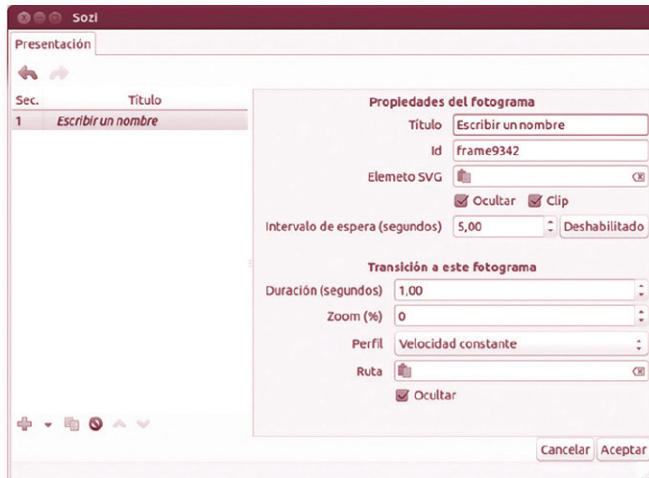 Sozi
Presentación
Sec. Título
1 Escribir un nombre
Propiedades del fotograma
Título Escribir un nombre
Id frame9342
Elemeto SVG
Ocultar Clip
Intervalo de espera (segundos) 5,00 Deshabilitado
Transición a este fotograma
Duración (segundos) 1,00
Zoom (%) 0
Perfil Velocidad constante
Ruta
Ocultar
Cancelar Aceptar